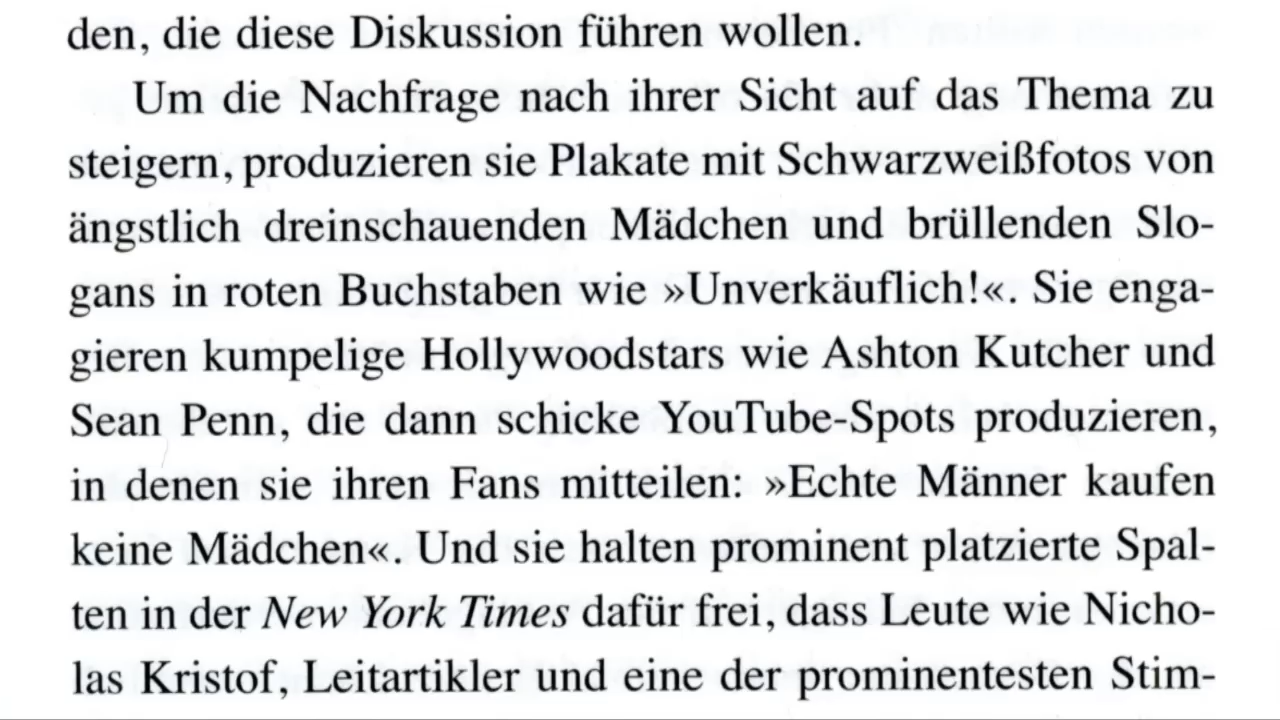 den, die diese Diskussion führen wollen.
Um die Nachfrage nach ihrer Sicht auf das Thema zu
steigern, produzieren sie Plakate mit Schwarzweißfotos von
ängstlich dreinschauenden Mädchen und brüllenden Slo-
gans in roten Buchstaben wie »Unverkäuflich!«. Sie enga-
gieren kumpelige Hollywoodstars wie Ashton Kutcher und
Sean Penn, die dann schicke YouTube-Spots produzieren,
in denen sie ihren Fans mitteilen: »Echte Männer kaufen
keine Mädchen«. Und sie halten prominent platzierte Spal-
ten in der New York Times dafür frei, dass Leute wie Nicho-
las Kristof, Leitartikler und eine der prominentesten Stim-